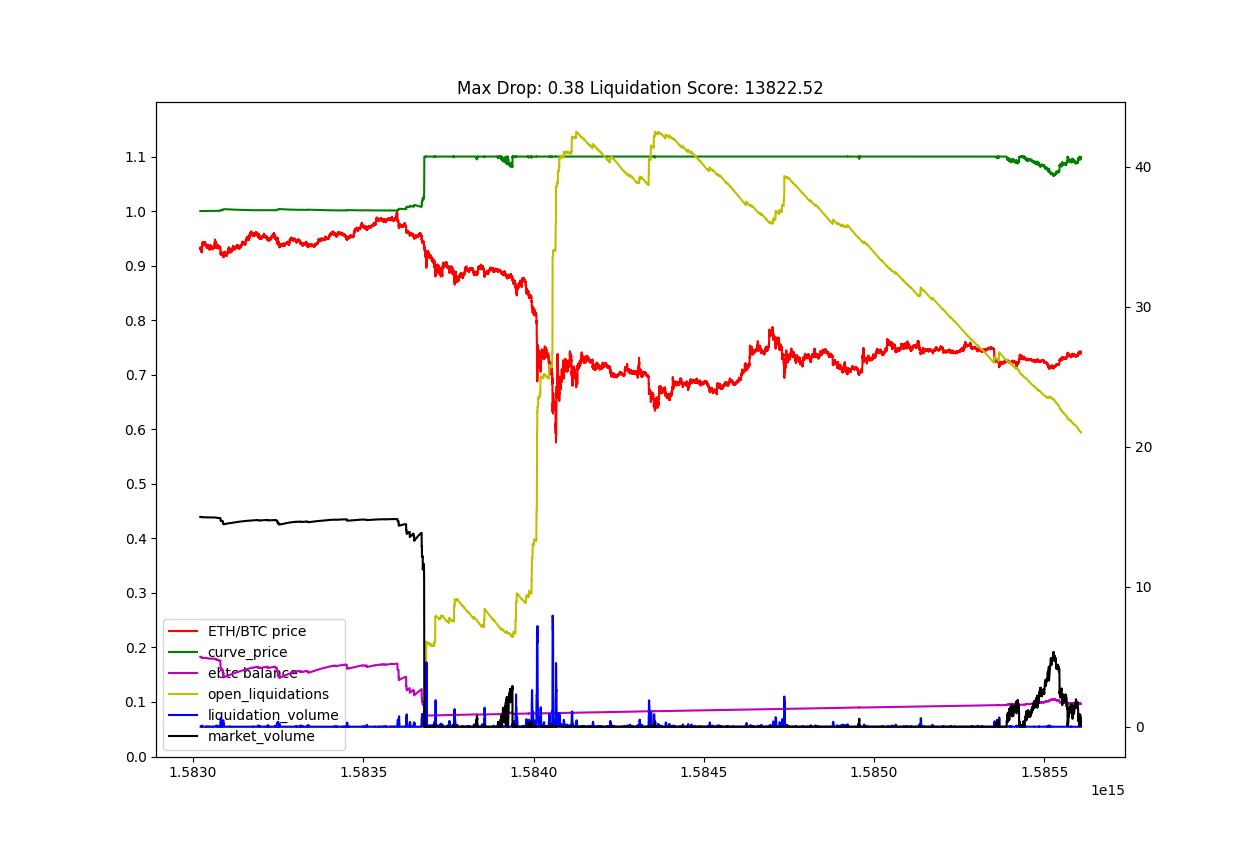 Max Drop: 0.38 Liquidation Score: 13822.52
1.1
1.0
0.9
0.8
0.7
0.6
0.5
0.4
0.3
0.2
0.1
0.0
40
30
20
10
0
ETH/BTC price
curve_price
ebtc balance
open_liquidations
liquidation_volume
market_volume
1.5830 1.5835 1.5840 1.5845 1.5850 1.5855
1e15